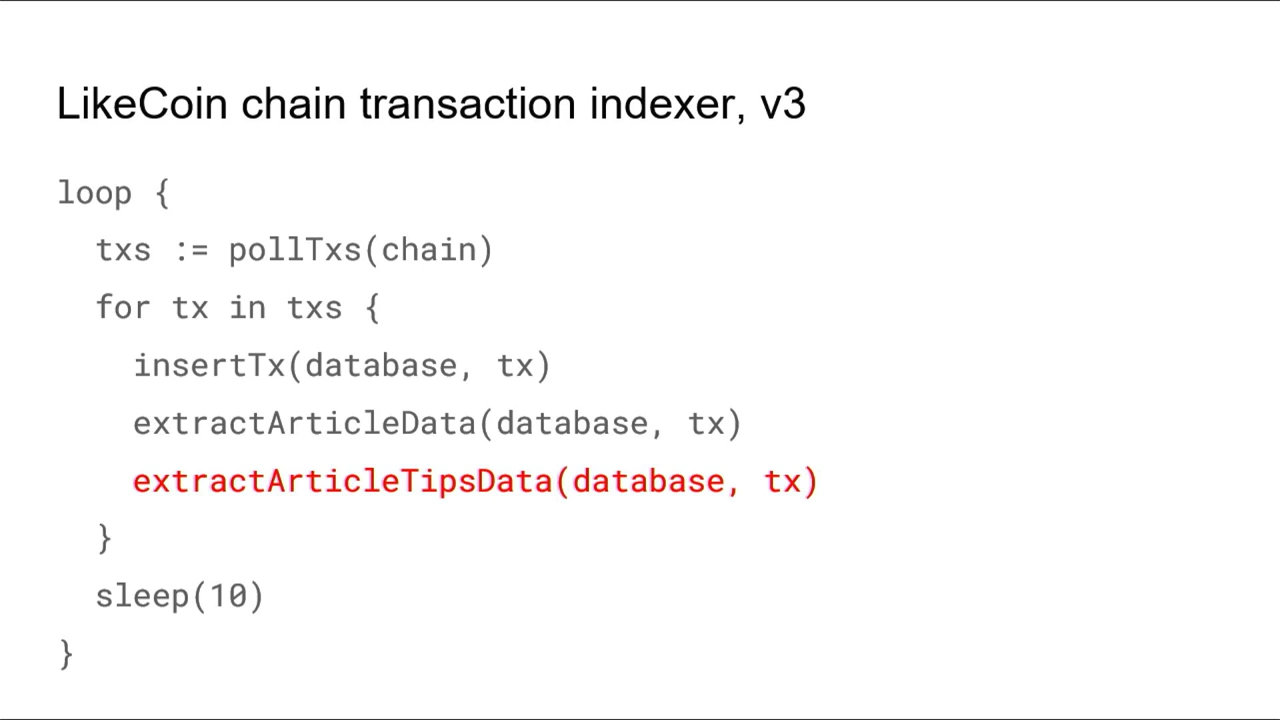 LikeCoin chain transaction indexer, v3
loop {
  txs := pollTxs(chain)
  for tx in txs {
    insertTx(database, tx)
    extractArticleData(database, tx)
    extractArticleTipsData(database, tx)
  }
  sleep(10)
}